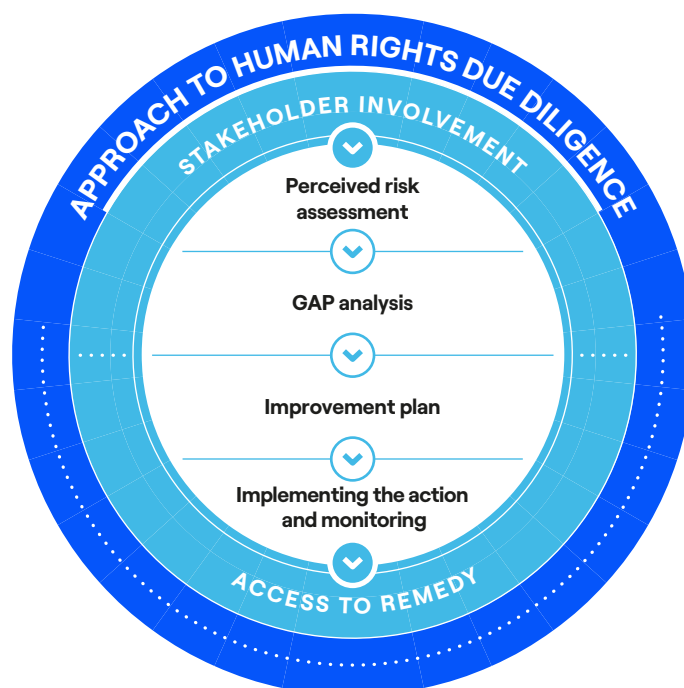 APPROACH TO HUMAN RIGHTS DUE DILIGENCE
STAKEHOLDER INVOLVEMENT
Perceived risk
assessment
GAP analysis
Improvement plan
Implementing the action
and monitoring
ACCESS TO REMEDY